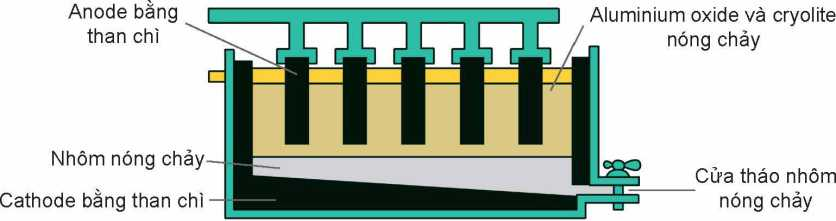 Anode bằng
than chì
Aluminium oxide và cryolite
nóng chảy
Nhôm nóng chảy
Cathode bằng than chì
Cửa tháo nhôm
nóng chảy